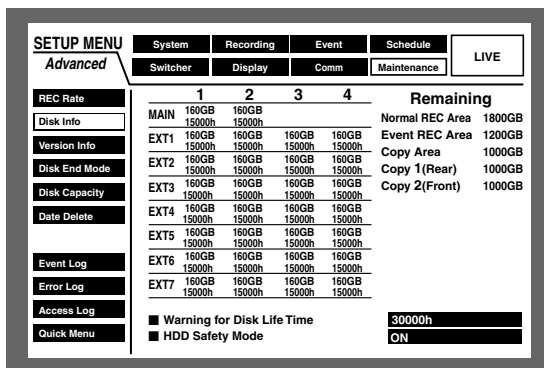 SETUP MENU
Advanced
System Recording Event Schedule
Switcher Display Comm Maintenance
LIVE
REC Rate
Disk Info
Version Info
Disk End Mode
Disk Capacity
Date Delete
Event Log
Error Log
Access Log
Quick Menu
1 2 3 4
MAIN 160GB 160GB
15000h 15000h
EXT1 160GB 160GB 160GB 160GB
15000h 15000h 15000h 15000h
EXT2 160GB 160GB 160GB 160GB
15000h 15000h 15000h 15000h
EXT3 160GB 160GB 160GB 160GB
15000h 15000h 15000h 15000h
EXT4 160GB 160GB 160GB 160GB
15000h 15000h 15000h 15000h
EXT5 160GB 160GB 160GB 160GB
15000h 15000h 15000h 15000h
EXT6 160GB 160GB 160GB 160GB
15000h 15000h 15000h 15000h
EXT7 160GB 160GB 160GB 160GB
15000h 15000h 15000h 15000h
Remaining
Normal REC Area 1800GB
Event REC Area 1200GB
Copy Area 1000GB
Copy 1(Rear) 1000GB
Copy 2(Front) 1000GB
■ Warning for Disk Life Time 30000h
■ HDD Safety Mode ON